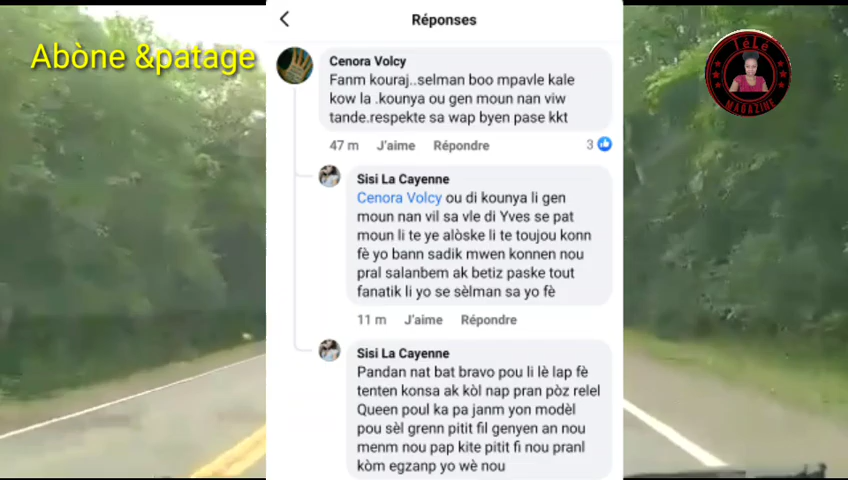 Abòne &patage
Réponses
TèLé
MAGAZINE
Cenora Volcy
Fanm kouraj..selman boo mpavle kale
kow la .kounya ou gen moun nan viw
tande.respekte sa wap byen pase kkt
47 m J'aime Répondre 3
Sisi La Cayenne
Cenora Volcy ou di kounya li gen
moun nan vil sa vle di Yves se pat
moun li te ye alòske li te toujou konn
fè yo bann sadik mwen konnen nou
pral salanbem ak betiz paske tout
fanatik li yo se sèlman sa yo fè
11 m J'aime Répondre
Sisi La Cayenne
Pandan nat bat bravo pou li lè lap fè
tenten konsa ak kòl nap pran pòz relel
Queen poul ka pa janm yon modèl
pou sèl grenn pitit fil genyen an nou
menm nou pap kite pitit fi nou pranl
kòm egzanp yo wè nou